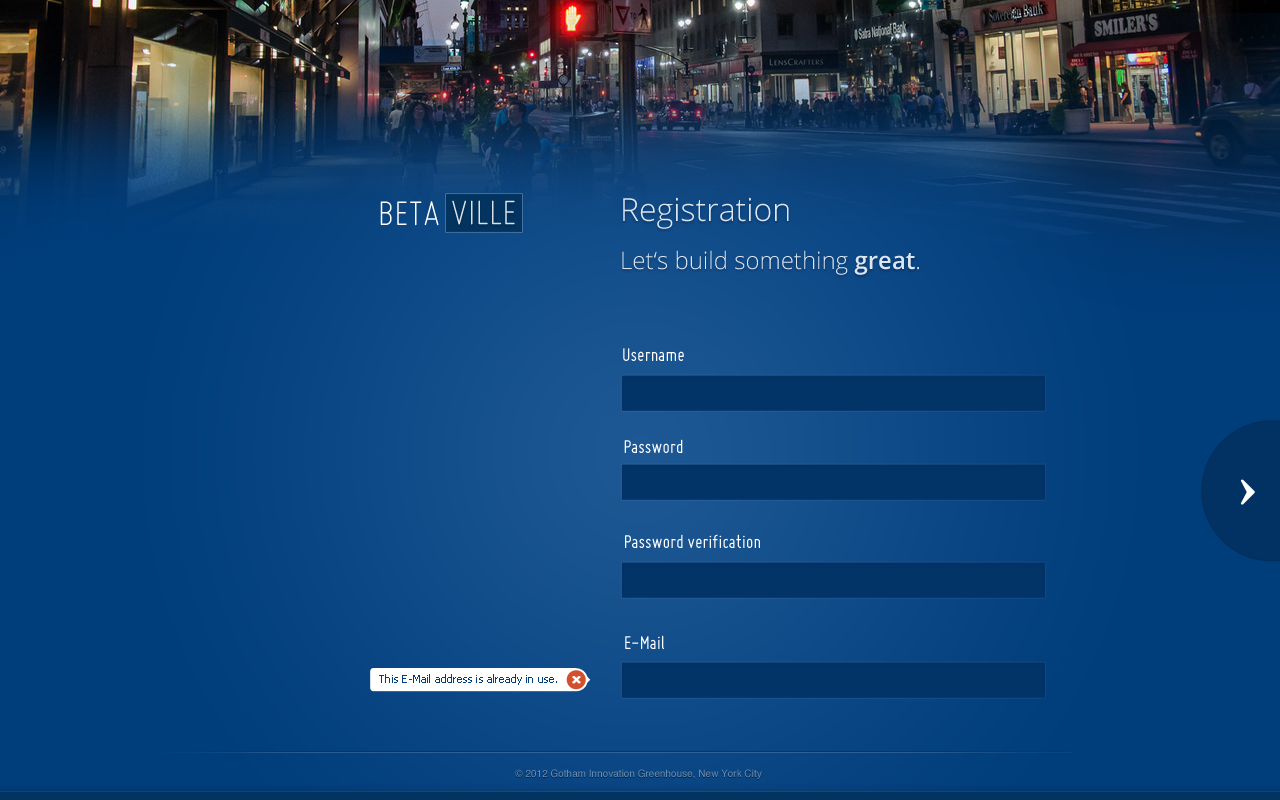 Satra National Bank
Sovereign Bank
SMILER'S
LENSCRAFTERS
BETA VILLE
Registration
Let's build something great.
Username
Password
Password verification
E-Mail
This E-Mail address is already in use.
© 2012 Gotham Innovation Greenhouse, New York City